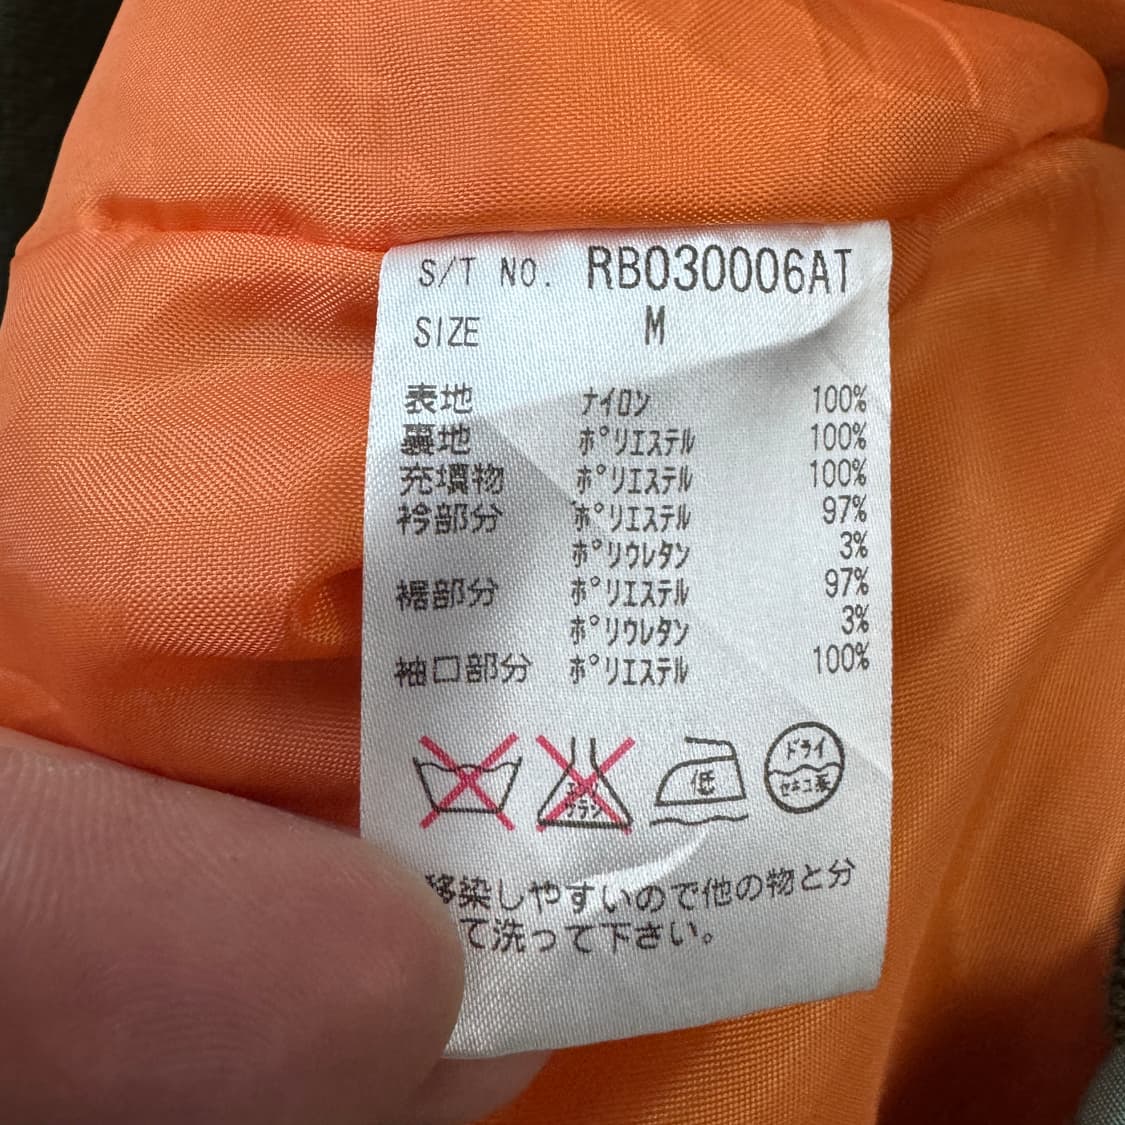 S/T NO. RB030006AT
SIZE M
表地 ナイロン 100%
裏地 ポリエステル 100%
充填物 ポリエステル 100%
衿部分 ポリエステル 97%
ポリウレタン 3%
裾部分 ポリエステル 97%
ポリウレタン 3%
袖口部分 ポリエステル 100%
低
ドライ
セキユ系
移染しやすいので他の物と分
て洗って下さい。